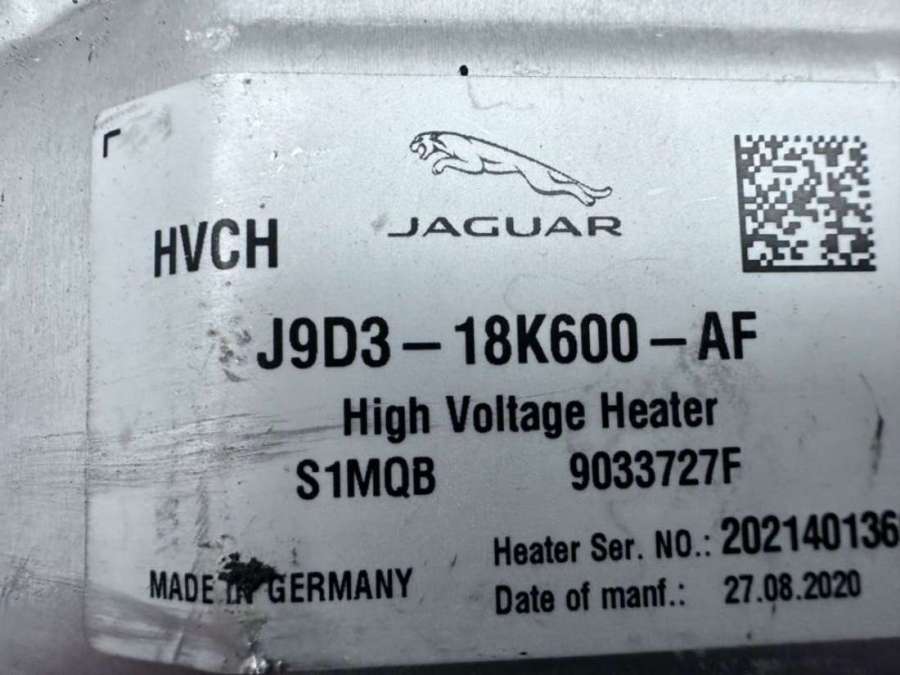 JAGUAR
HVCH
J9D3-18K600-AF
High Voltage Heater
S1MQB 9033727F
Heater Ser. NO.: 202140136
MADE IN GERMANY
Date of manf.: 27.08.2020